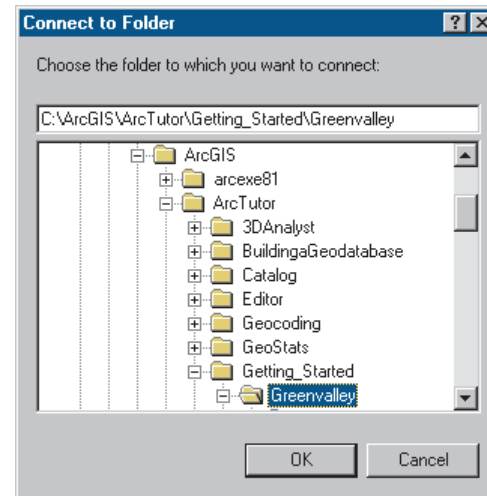 Connect to Folder
Choose the folder to which you want to connect:
C:\ArcGIS\ArcTutor\Getting_Started\Greenvalley
ArcGIS
arcexe81
ArcTutor
3DAnalyst
BuildingaGeodatabase
Catalog
Editor
Geocoding
GeoStats
Getting_Started
Greenvalley
OK
Cancel